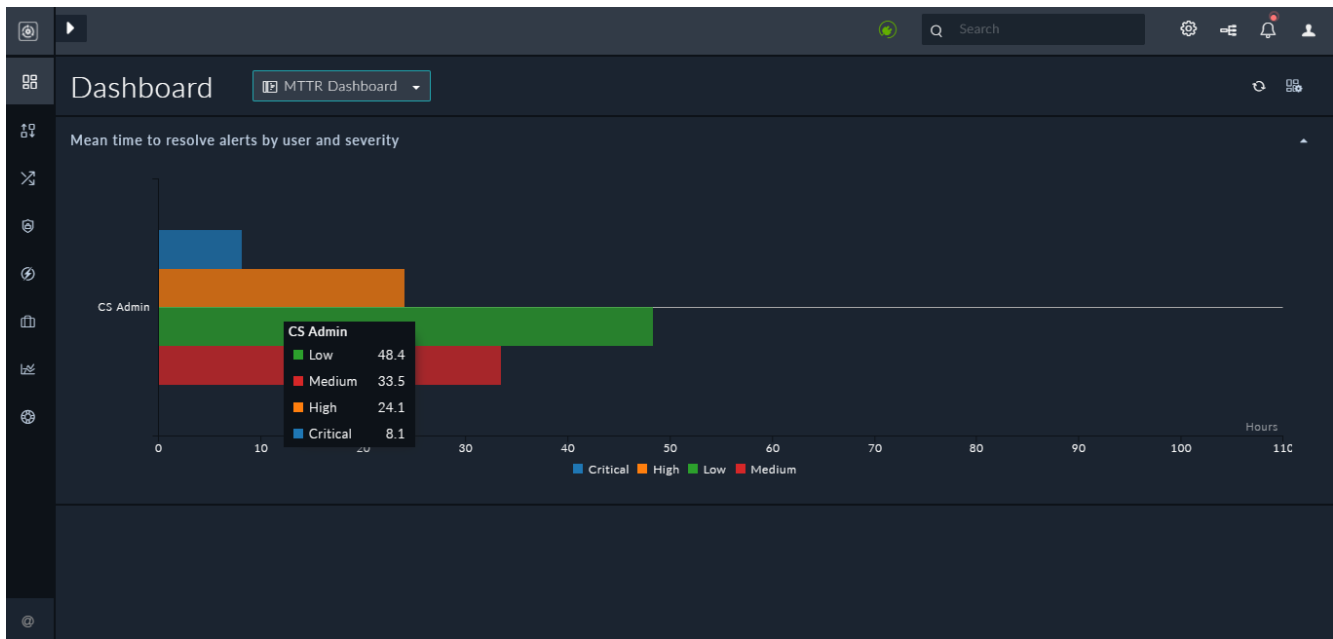 Search
Dashboard
MTTR Dashboard
Mean time to resolve alerts by user and severity
CS Admin
CS Admin
Low 48.4
Medium 33.5
High 24.1
Critical 8.1
Hours
0 10 20 30 40 50 60 70 80 90 100 110
Critical High Low Medium
@